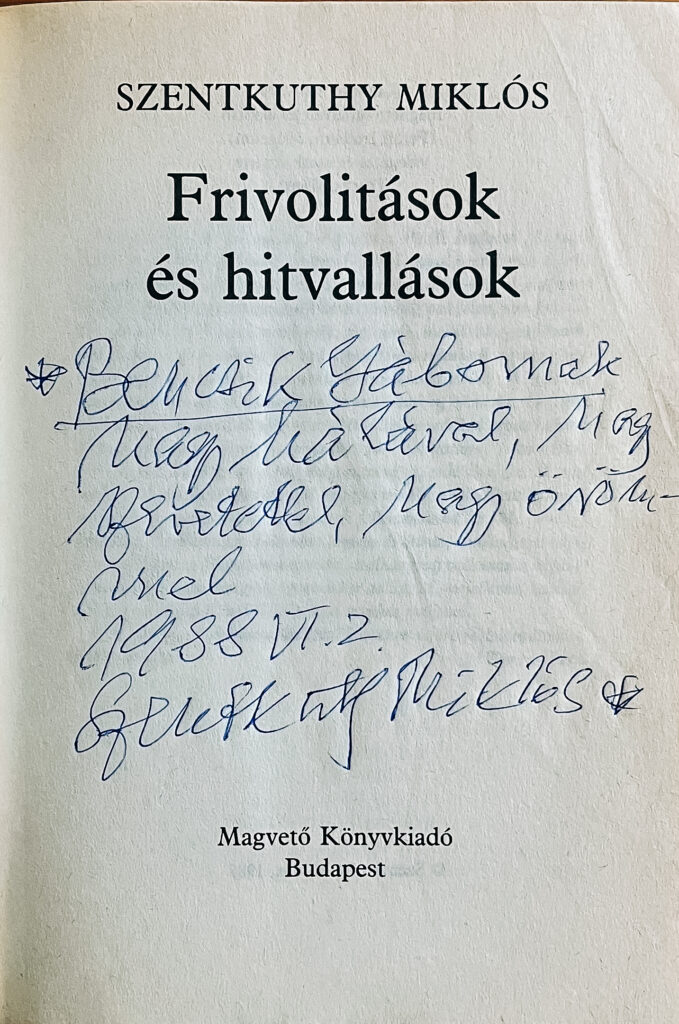 SZENTKUTHY MIKLÓS
Frivolitások
és hitvallások
Bencsik Gábornak
nagy hálával, nagy
szeretettel, nagy öröm-
mel
1988 VI. 2.
Szentkuthy Miklós
Magvető Könyvkiadó
Budapest